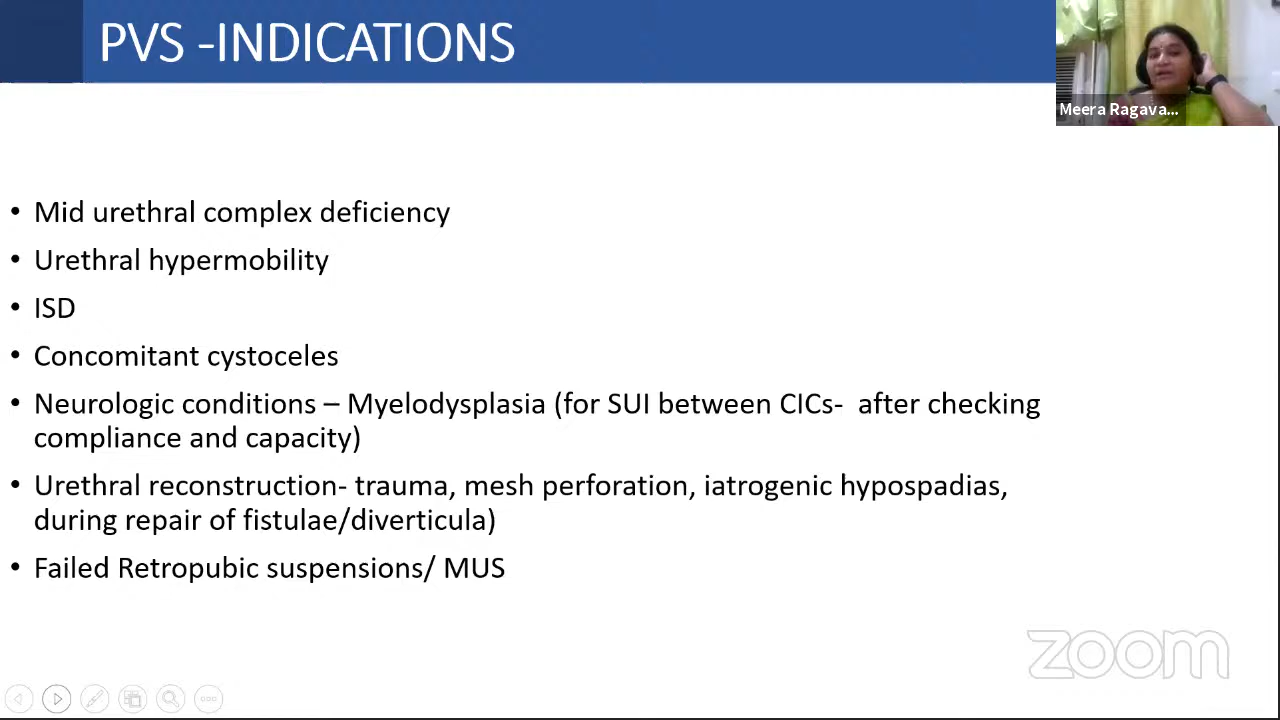 PVS -INDICATIONS
Meera Ragava...
• Mid urethral complex deficiency
• Urethral hypermobility
• ISD
• Concomitant cystoceles
• Neurologic conditions – Myelodysplasia (for SUI between CICs- after checking
compliance and capacity)
• Urethral reconstruction- trauma, mesh perforation, iatrogenic hypospadias,
during repair of fistulae/diverticula)
• Failed Retropubic suspensions/ MUS
zoom